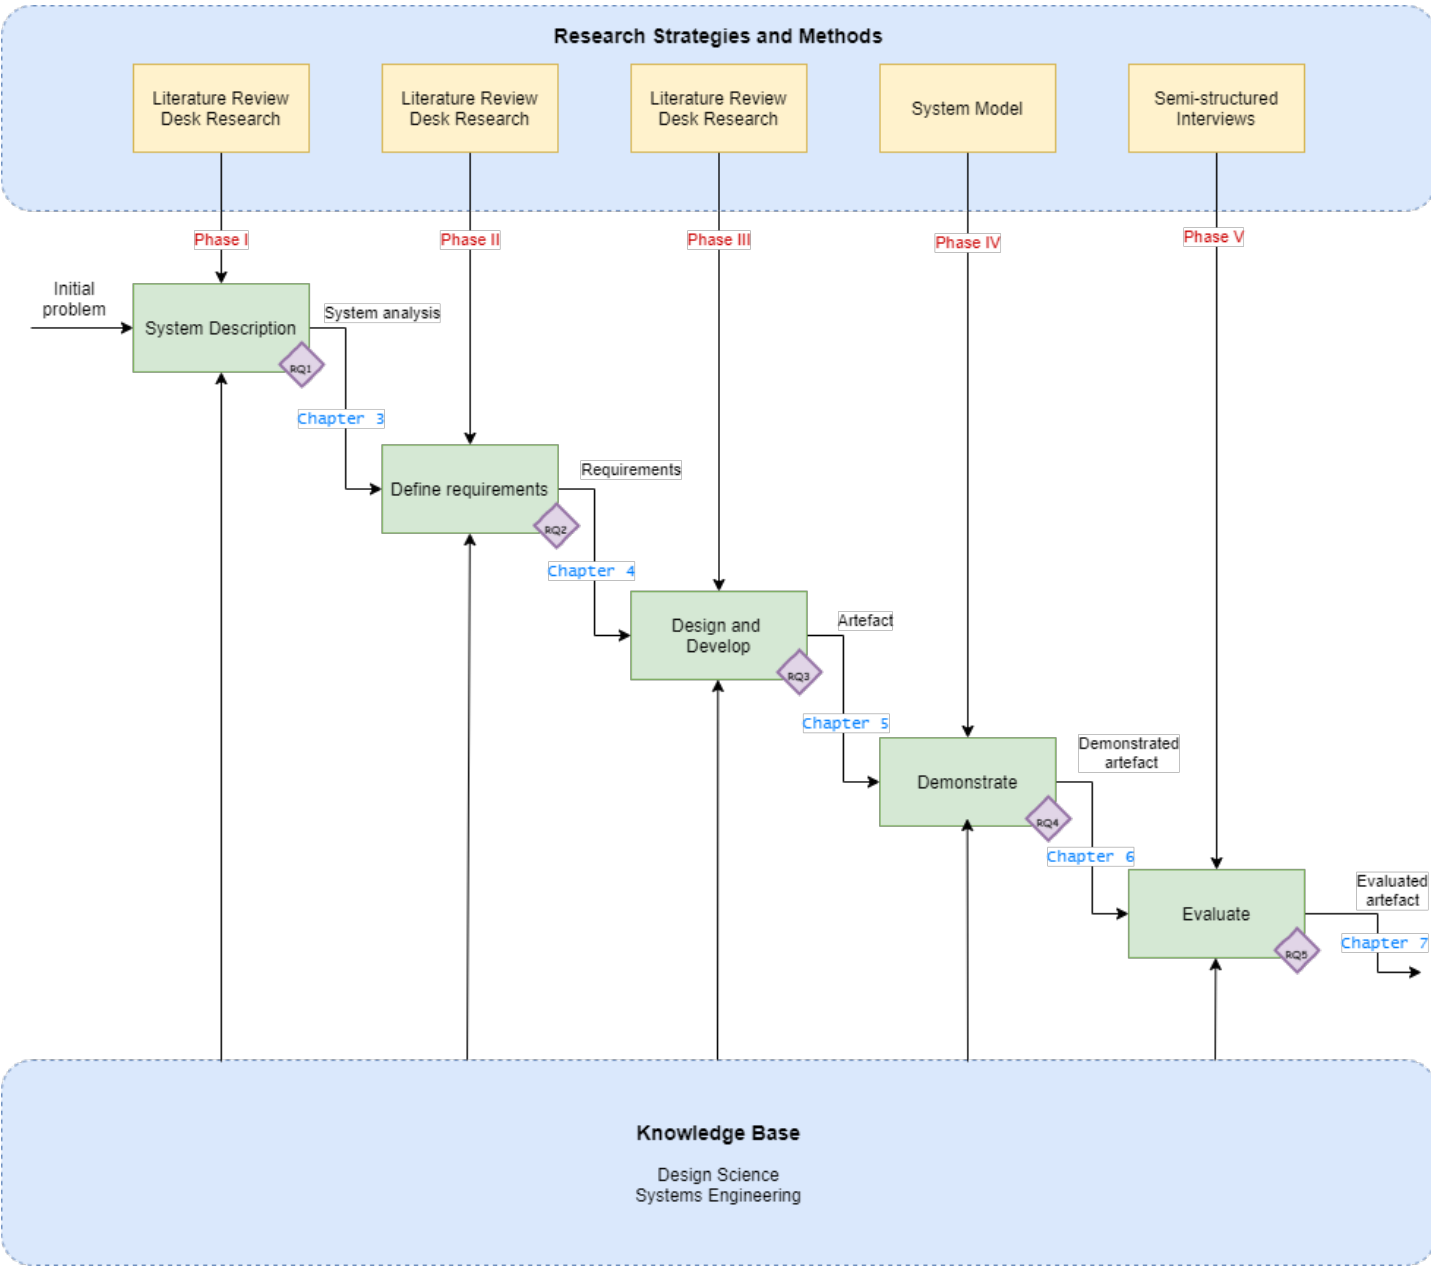 Research Strategies and Methods
Literature Review
Desk Research
Literature Review
Desk Research
Literature Review
Desk Research
System Model
Semi-structured
Interviews
Phase I
Phase II
Phase III
Phase IV
Phase V
Initial
problem
System Description
RQ1
System analysis
Chapter 3
Define requirements
RQ2
Requirements
Chapter 4
Design and
Develop
RQ3
Artefact
Chapter 5
Demonstrate
RQ4
Demonstrated
artefact
Chapter 6
Evaluate
RQ5
Evaluated
artefact
Chapter 7
Knowledge Base
Design Science
Systems Engineering